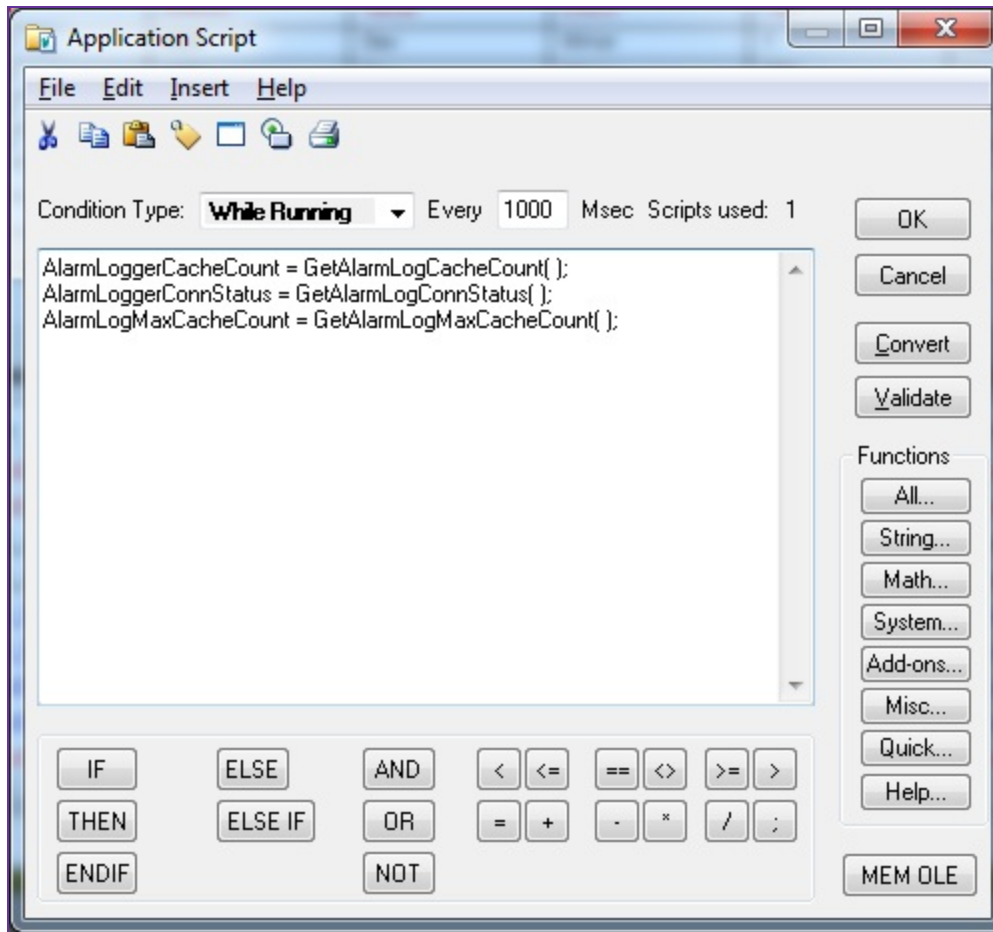 Application Script
File Edit Insert Help
Condition Type: While Running Every 1000 Msec Scripts used: 1
AlarmLoggerCacheCount = GetAlarmLogCacheCount( );
AlarmLoggerConnStatus = GetAlarmLogConnStatus( );
AlarmLogMaxCacheCount = GetAlarmLogMaxCacheCount( );
OK
Cancel
Convert
Validate
Functions
All...
String...
Math...
System...
Add-ons...
Misc...
Quick...
Help...
MEM OLE
IF ELSE AND < <= == <> >= >
THEN ELSE IF OR = + - * / ;
ENDIF NOT